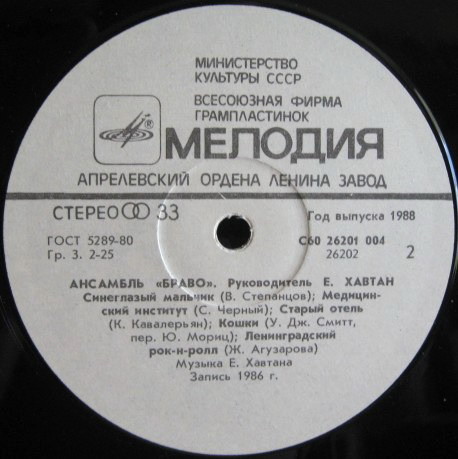 МИНИСТЕРСТВО
КУЛЬТУРЫ СССР
ВСЕСОЮЗНАЯ ФИРМА
ГРАМПЛАСТИНОК
® МЕЛОДИЯ
АПРЕЛЕВСКИЙ ОРДЕНА ЛЕНИНА ЗАВОД
СТЕРЕО 33
Год выпуска 1988
ГОСТ 5289-80
С60 26201 004
Гр. 3. 2-25
26202
2
АНСАМБЛЬ «БРАВО». Руководитель Е. ХАВТАН
Синеглазый мальчик (В. Степанцов); Медицин-
ский институт (С. Черный); Старый отель
(К. Кавалерьян); Кошки (У. Дж. Смитт,
пер. Ю. Мориц); Ленинградский
рок-н-ролл (Ж. Агузарова)
Музыка Е. Хавтана
Запись 1986 г.